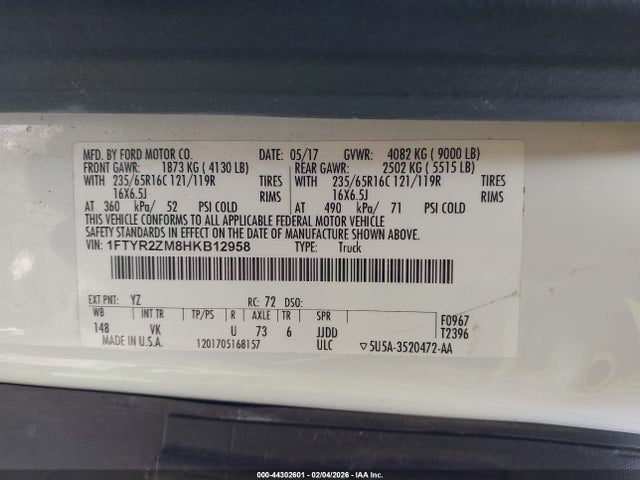 MFD. BY FORD MOTOR CO. DATE: 05/17 GVWR: 4082 KG ( 9000 LB)
FRONT GAWR: 1873 KG ( 4130 LB) REAR GAWR: 2502 KG ( 5515 LB)
WITH 235/65R16C 121/119R TIRES WITH 235/65R16C 121/119R TIRES
16X6.5J RIMS 16X6.5J RIMS
AT 360 kPa/ 52 PSI COLD AT 490 kPa/ 71 PSI COLD
THIS VEHICLE CONFORMS TO ALL APPLICABLE FEDERAL MOTOR VEHICLE
SAFETY STANDARDS IN EFFECT ON THE DATE OF MANUFACTURE SHOWN ABOVE.
VIN: 1FTYR2ZM8HKB12958 TYPE: Truck
EXT PNT: YZ RC: 72 DSO:
WB INT TR TP/PS R AXLE TR SPR F0967
148 VK U 73 6 JJDD T2396
MADE IN U.S.A. 1201705168157 ULC ▽5U5A-3520472-AA
000-44302601 - 02/04/2026 - IAA Inc.